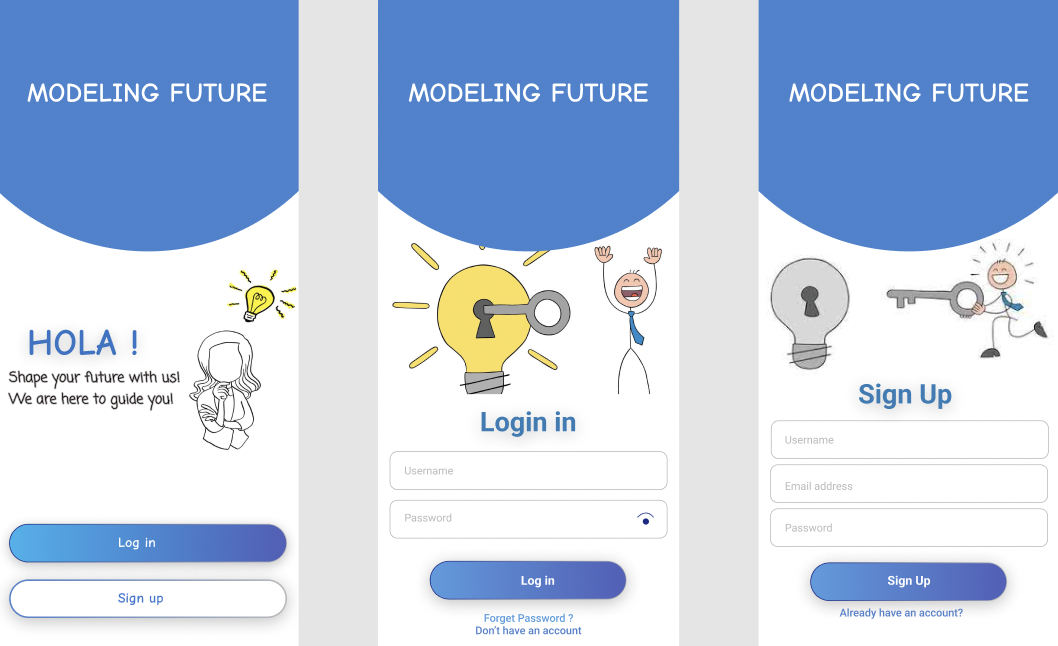 MODELING FUTURE
HOLA !
Shape your future with us!
We are here to guide you!
Log in
Sign up
MODELING FUTURE
Login in
Username
Password
Log in
Forget Password ?
Don't have an account
MODELING FUTURE
Sign Up
Username
Email address
Password
Sign Up
Already have an account?